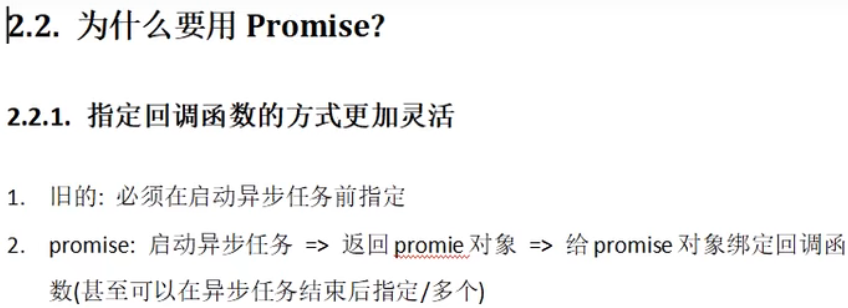 2.2. 为什么要用 Promise?
2.2.1. 指定回调函数的方式更加灵活
1. 旧的: 必须在启动异步任务前指定
2. promise: 启动异步任务 => 返回 promie 对象 => 给 promise 对象绑定回调函
数(甚至可以在异步任务结束后指定/多个)